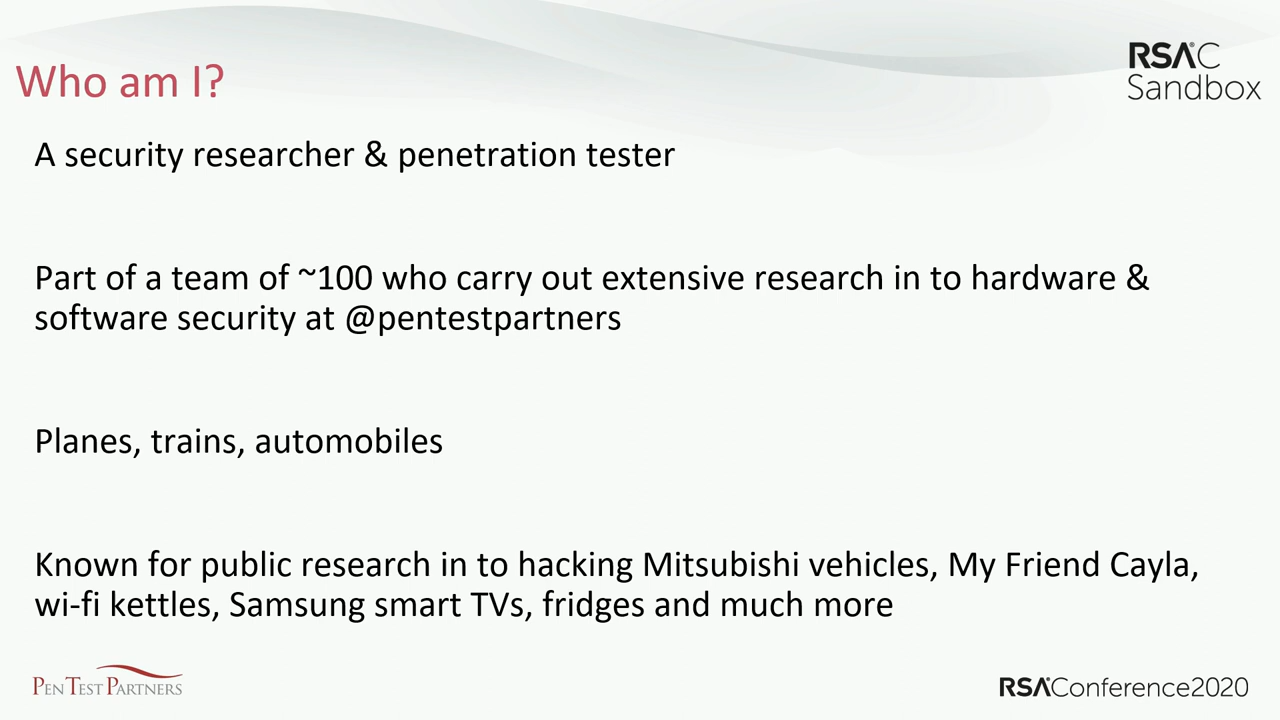 Who am I?
RSAC
Sandbox
A security researcher & penetration tester
Part of a team of ~100 who carry out extensive research in to hardware &
software security at @pentestpartners
Planes, trains, automobiles
Known for public research in to hacking Mitsubishi vehicles, My Friend Cayla,
wi-fi kettles, Samsung smart TVs, fridges and much more
PEN TEST PARTNERS
RSAConference2020